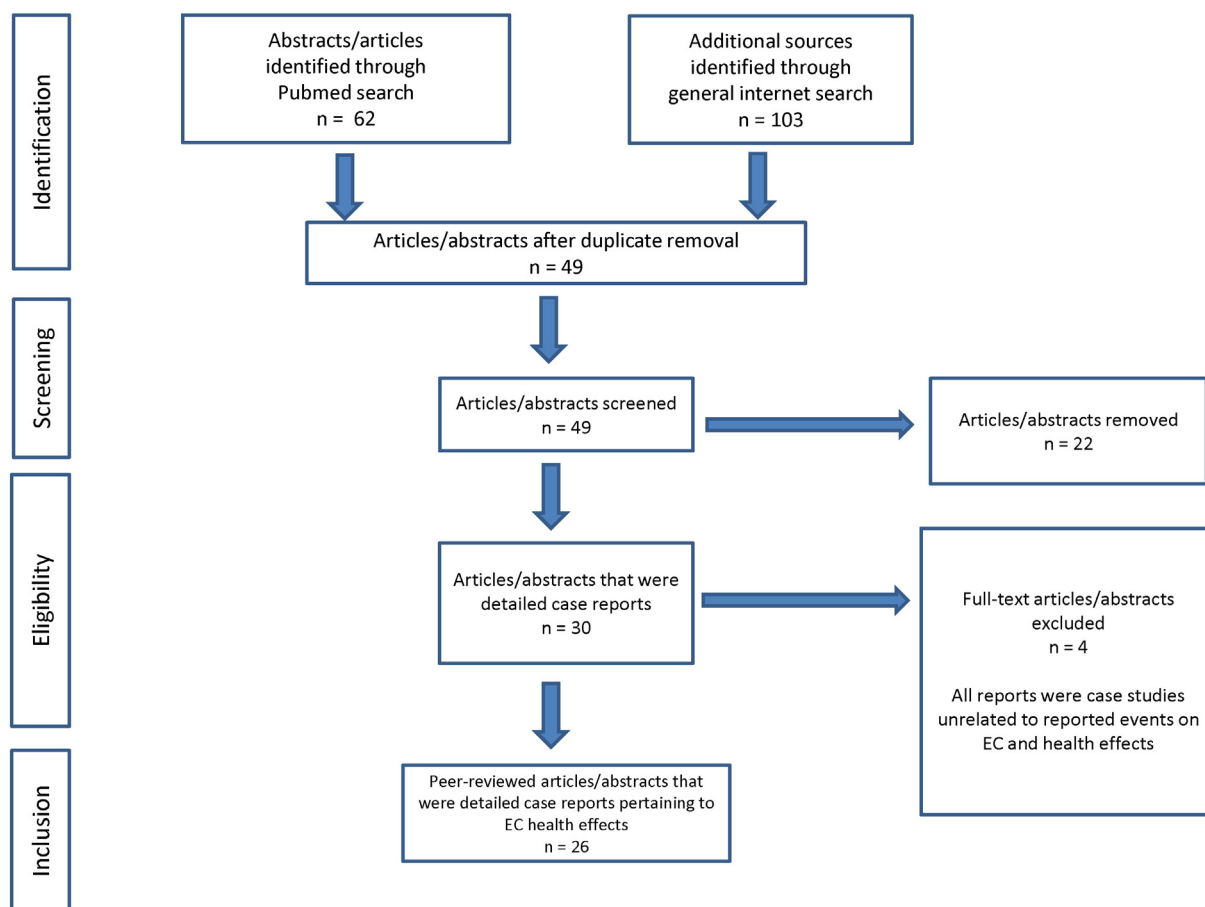 Identification
Abstracts/articles
identified through
Pubmed search
n = 62
Additional sources
identified through
general internet search
n = 103
Articles/abstracts after duplicate removal
n = 49
Screening
Articles/abstracts screened
n = 49
Articles/abstracts removed
n = 22
Eligibility
Articles/abstracts that were
detailed case reports
n = 30
Full-text articles/abstracts
excluded
n = 4
All reports were case studies
unrelated to reported events on
EC and health effects
Inclusion
Peer-reviewed articles/abstracts that
were detailed case reports pertaining to
EC health effects
n = 26